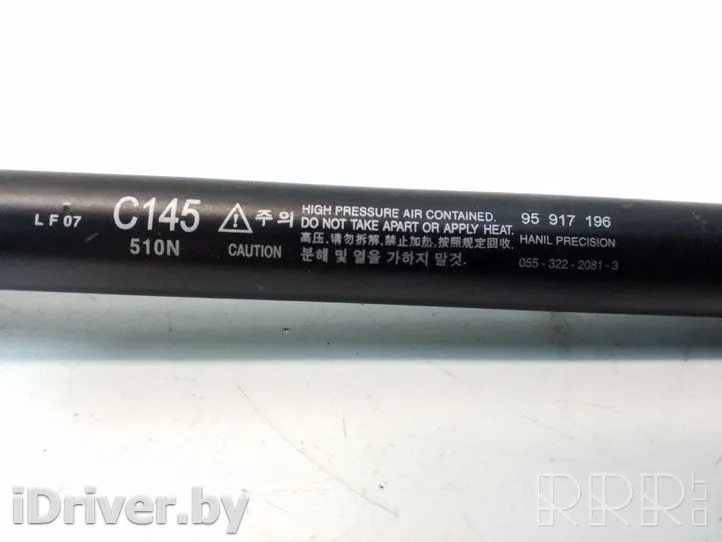 L F 07
C145
510N
주 의
CAUTION
HIGH PRESSURE AIR CONTAINED.
DO NOT TAKE APART OR APPLY HEAT.
高压, 请勿拆解, 禁止加热, 按照规定回收.
분해 및 열을 가하지 말것.
95 917 196
HANIL PRECISION
055 - 322 - 2081 - 3
iDriver.by
RRR.LT